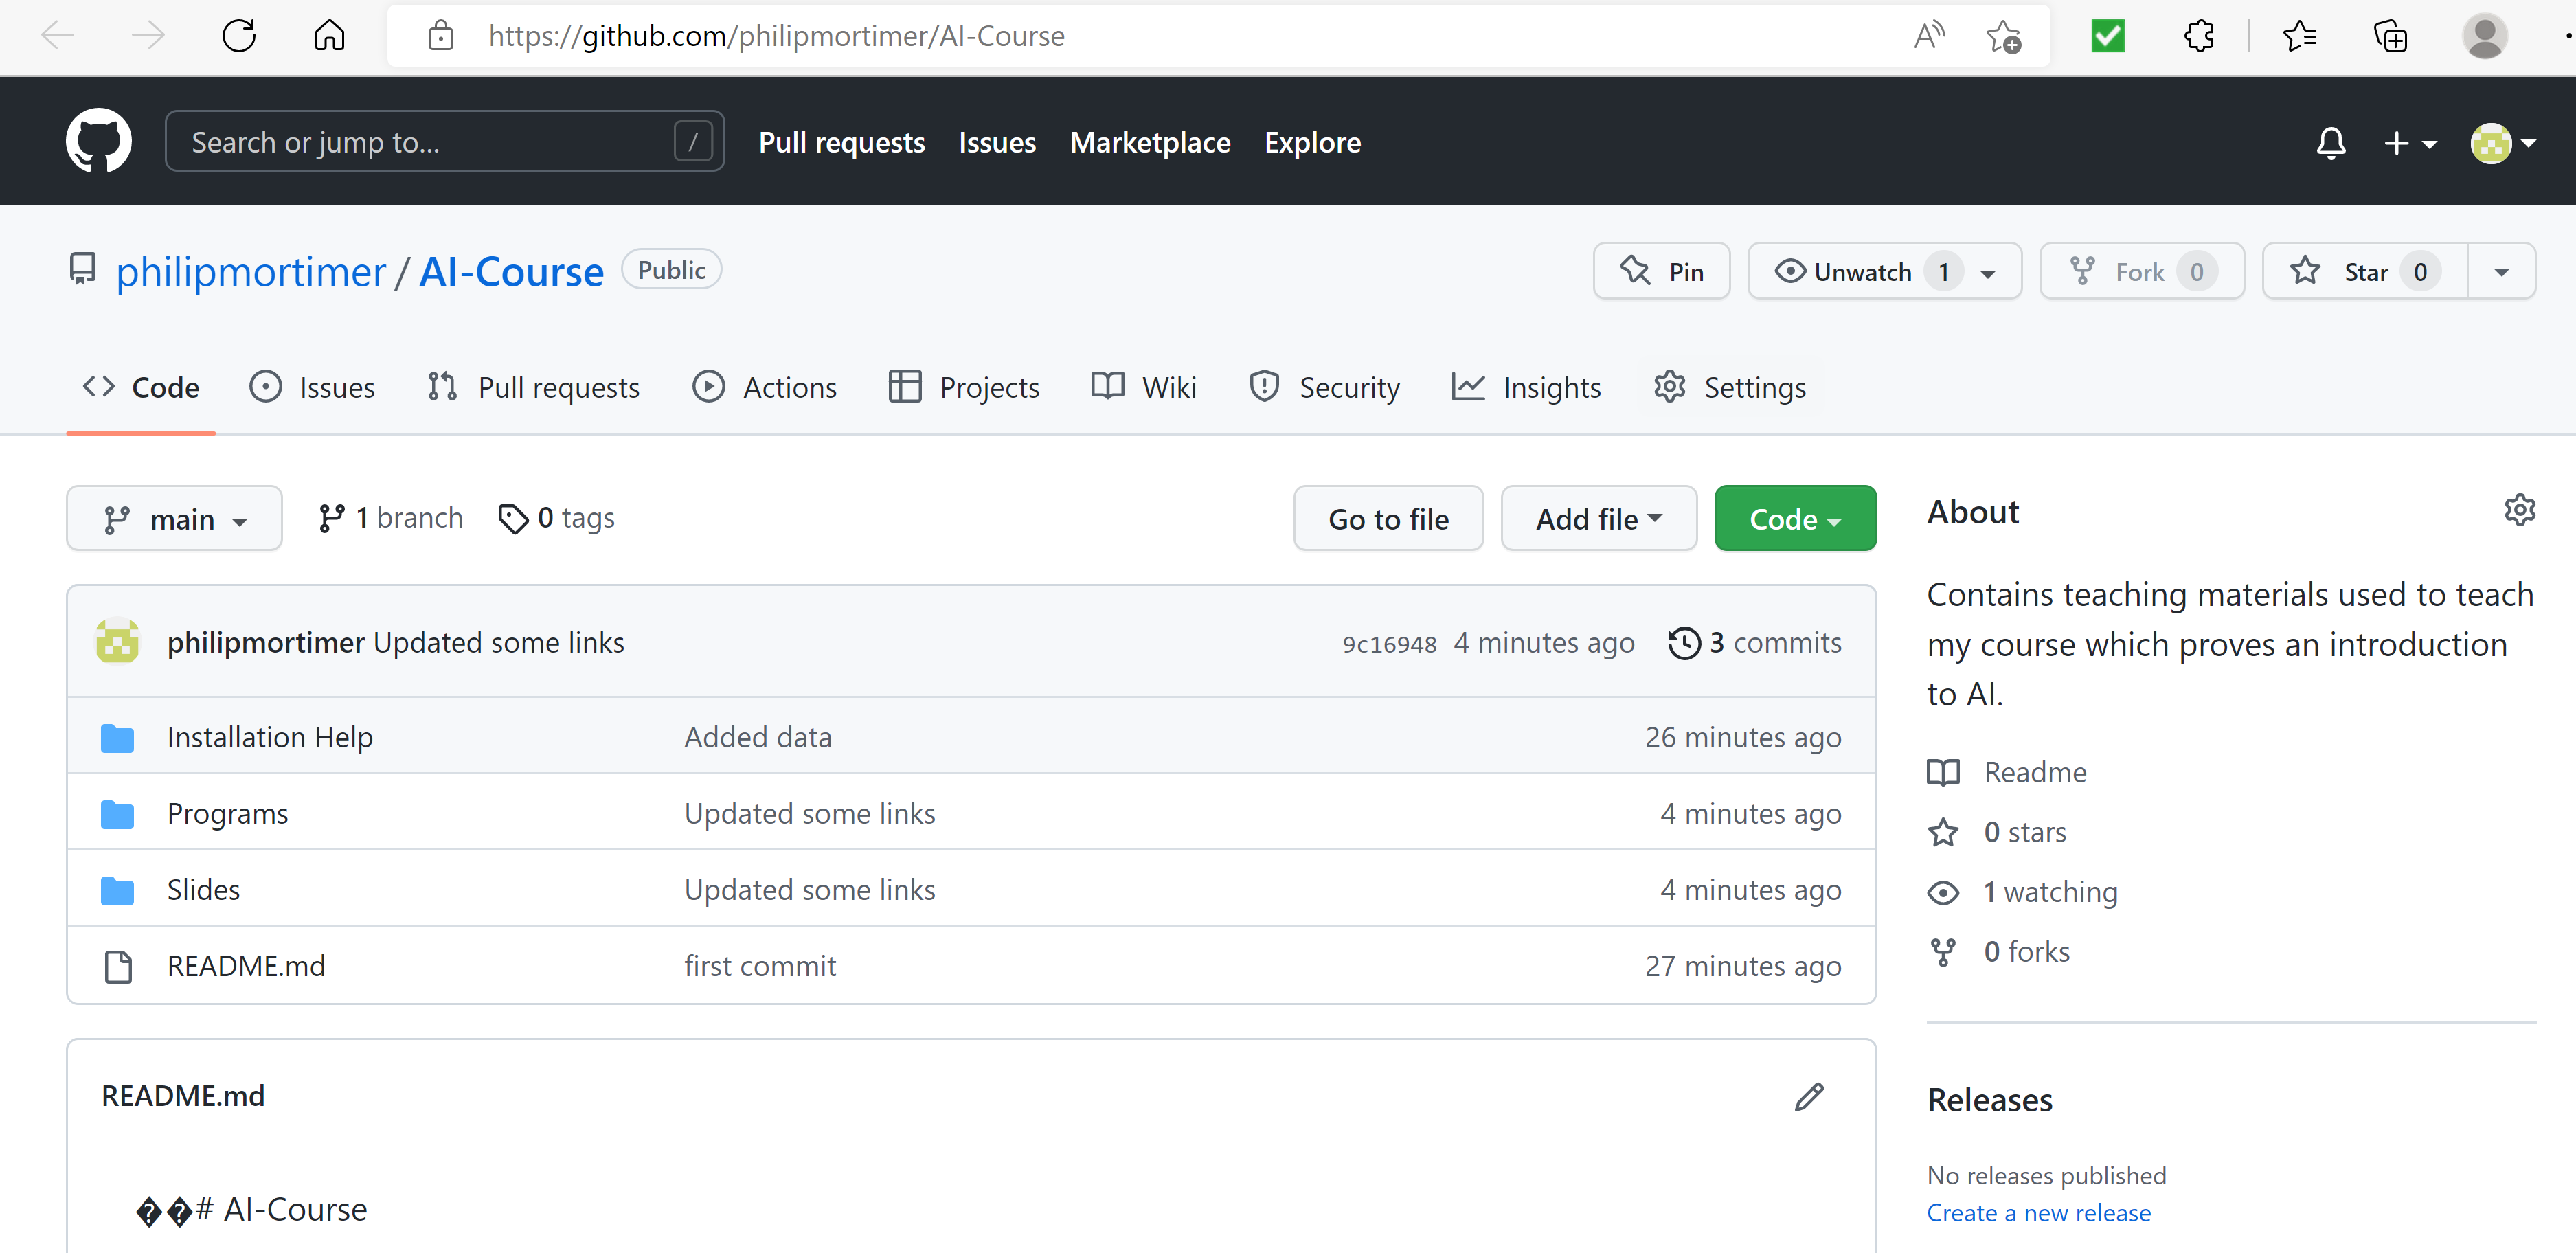 https://github.com/philipmortimer/AI-Course
Search or jump to... / Pull requests Issues Marketplace Explore
philipmortimer / AI-Course Public Pin Unwatch 1 Fork 0 Star 0
Code Issues Pull requests Actions Projects Wiki Security Insights Settings
main 1 branch 0 tags Go to file Add file Code
philipmortimer Updated some links 9c16948 4 minutes ago 3 commits
Installation Help Added data 26 minutes ago
Programs Updated some links 4 minutes ago
Slides Updated some links 4 minutes ago
README.md first commit 27 minutes ago
README.md
��# AI-Course
About
Contains teaching materials used to teach
my course which proves an introduction
to AI.
Readme
0 stars
1 watching
0 forks
Releases
No releases published
Create a new release